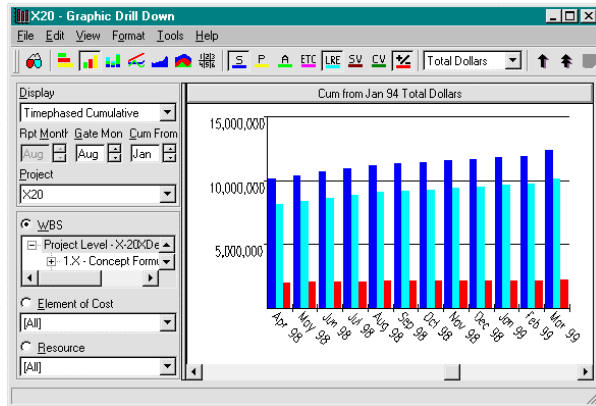 X20 - Graphic Drill Down
File Edit View Format Tools Help
S P A ETC LRE SV CV +/- Total Dollars
Display
Timephased Cumulative
Rpt Month Gate Mon Cum From
Aug Aug Jan
Project
X20
WBS
Project Level - X-20XDe
1.X - Concept Formu
Element of Cost
[All]
Resource
[All]
Cum from Jan 94 Total Dollars
15,000,000
10,000,000
5,000,000
Apr 98 May 98 Jun 98 Jul 98 Aug 98 Sep 98 Oct 98 Nov 98 Dec 98 Jan 99 Feb 99 Mar 99